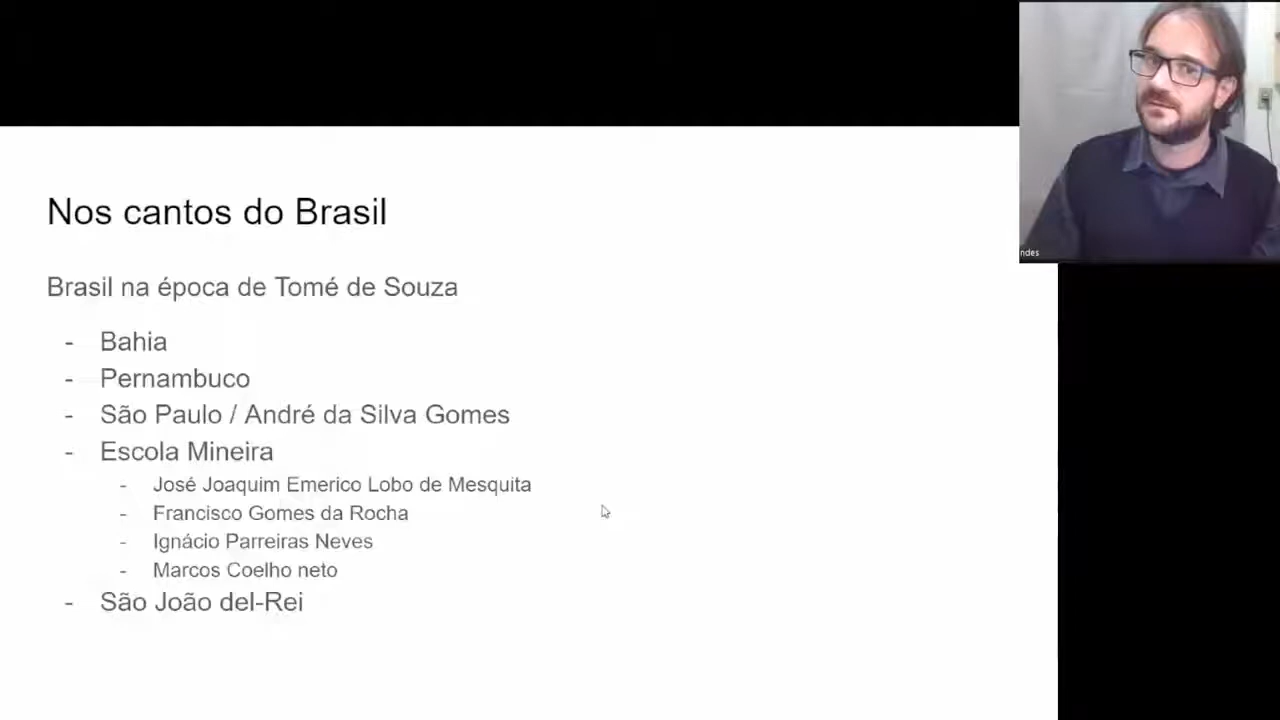 Nos cantos do Brasil
Brasil na época de Tomé de Souza
- Bahia
- Pernambuco
- São Paulo / André da Silva Gomes
- Escola Mineira
- José Joaquim Emerico Lobo de Mesquita
- Francisco Gomes da Rocha
- Ignácio Parreiras Neves
- Marcos Coelho neto
- São João del-Rei
ndes